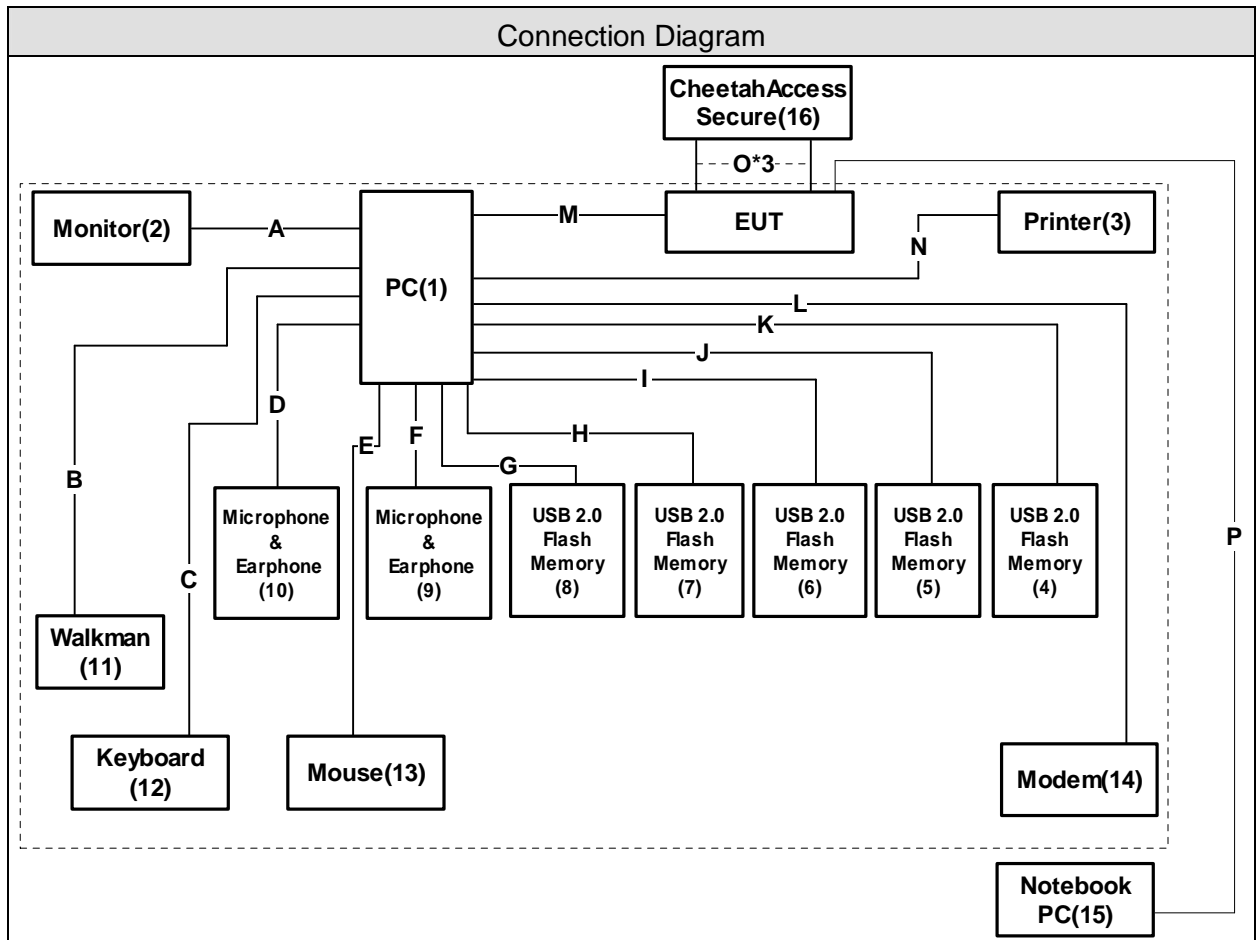 Connection Diagram
CheetahAccess
Secure(16)
O*3
Monitor(2)
A
PC(1)
M
EUT
N
Printer(3)
L
K
J
I
D
E
F
H
G
B
C
P
Microphone
&
Earphone
(10)
Microphone
&
Earphone
(9)
USB 2.0
Flash
Memory
(8)
USB 2.0
Flash
Memory
(7)
USB 2.0
Flash
Memory
(6)
USB 2.0
Flash
Memory
(5)
USB 2.0
Flash
Memory
(4)
Walkman
(11)
Keyboard
(12)
Mouse(13)
Modem(14)
Notebook
PC(15)